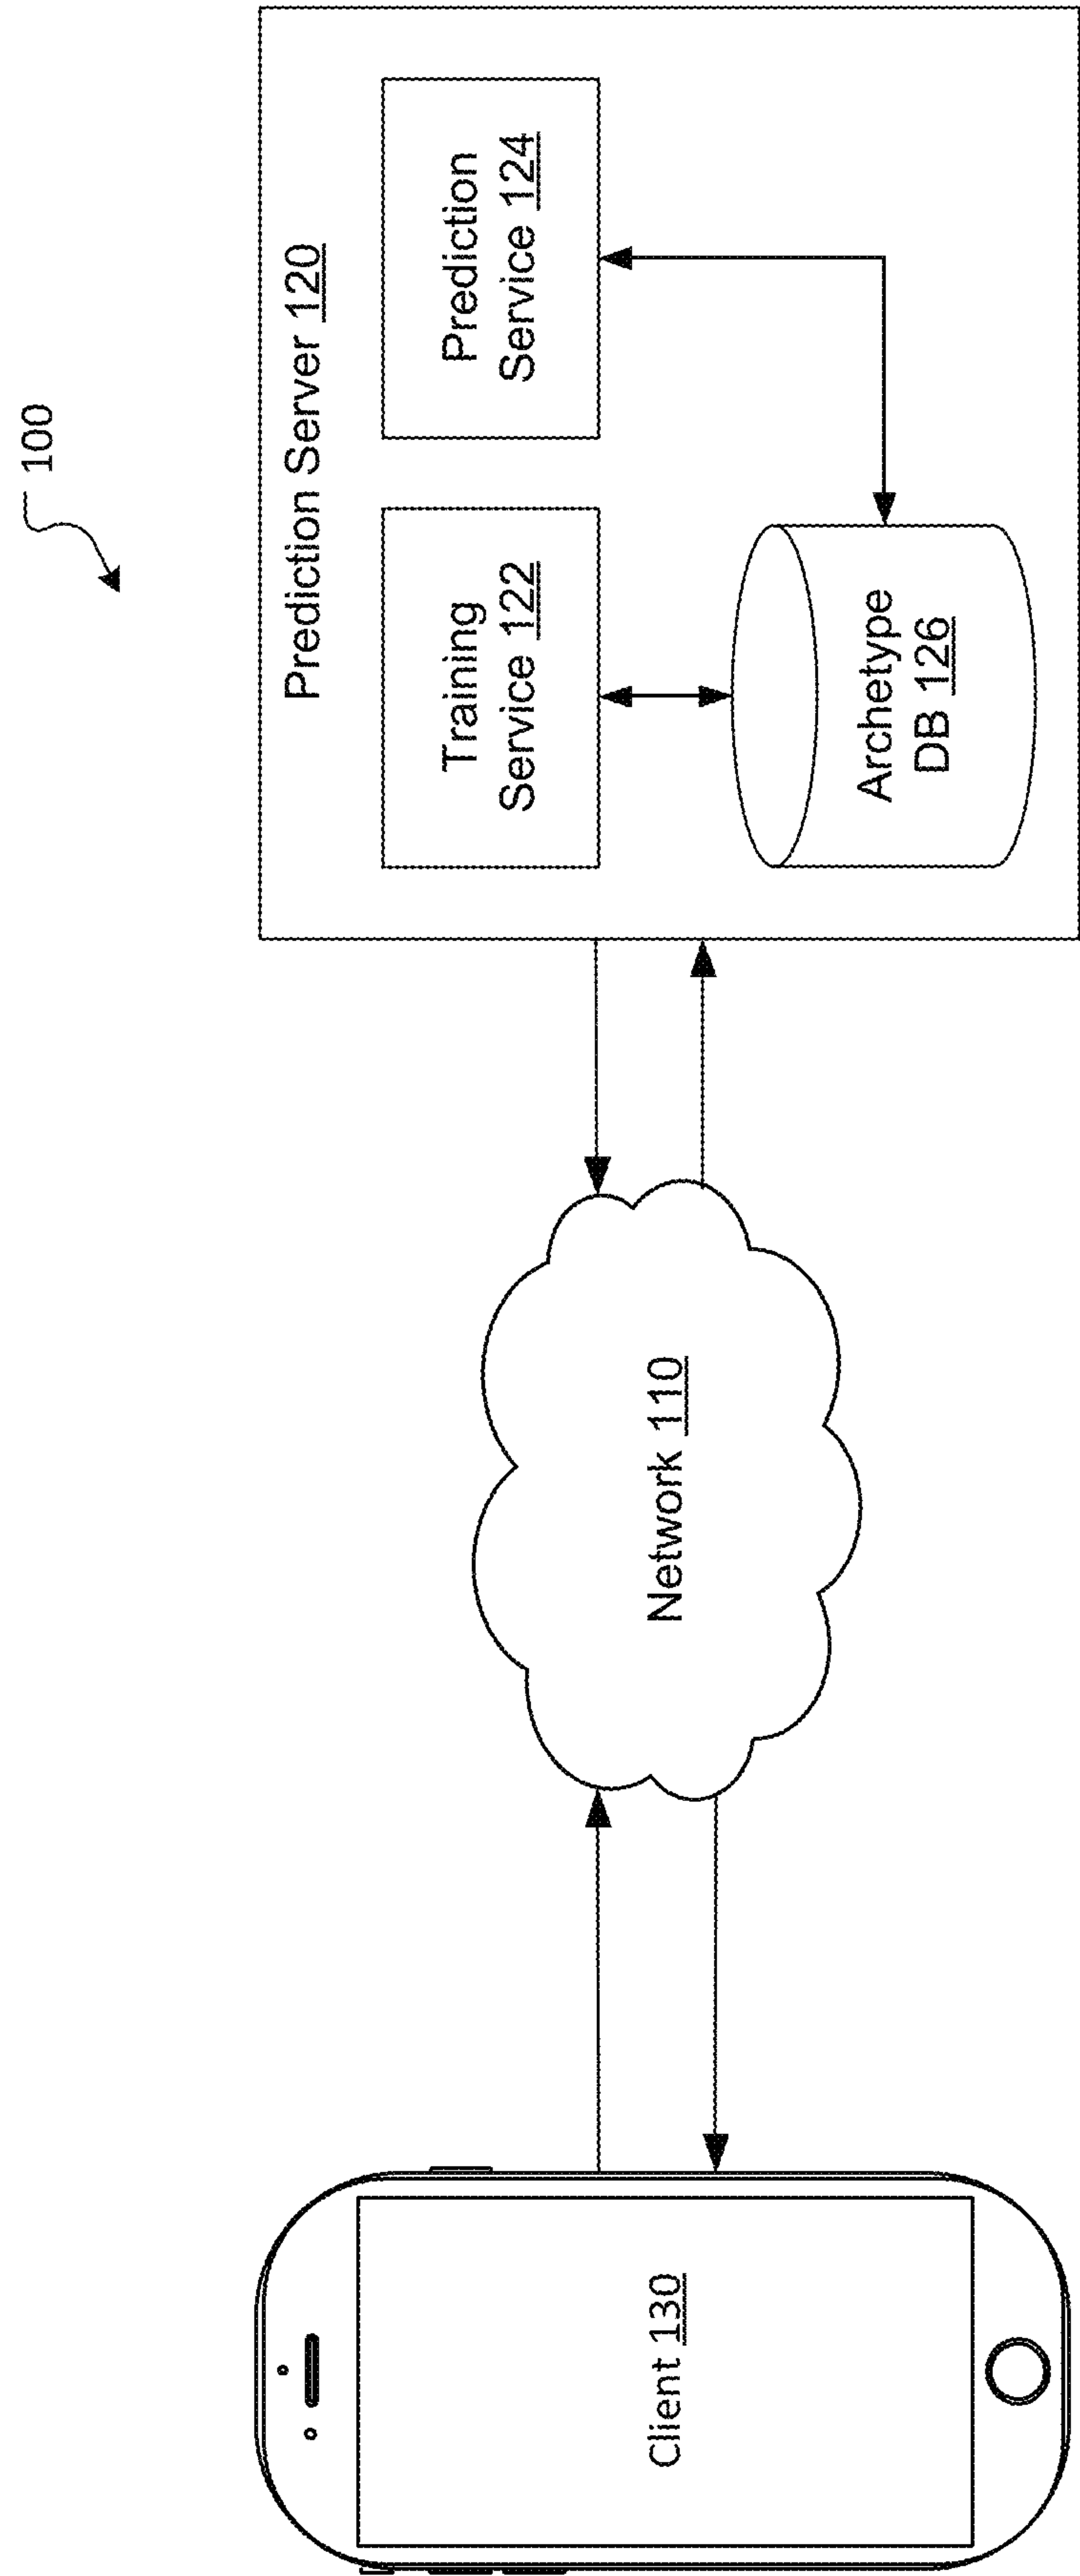 100
Prediction Server 120
Training
Service 122
Prediction
Service 124
Archetype
DB 126
Network 110
Client 130